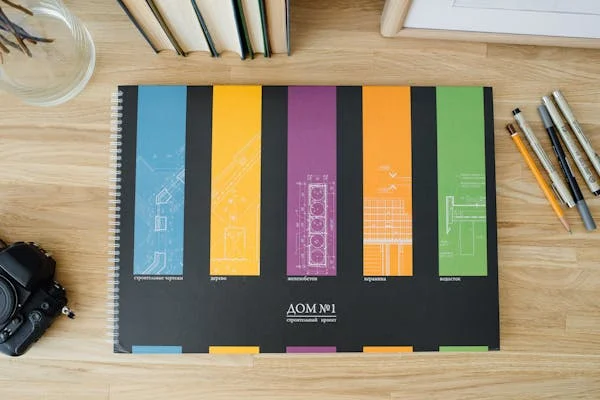 строительные чертежи
дерево
железобетон
керамика
водосток
ДОМ №1
строительный проект